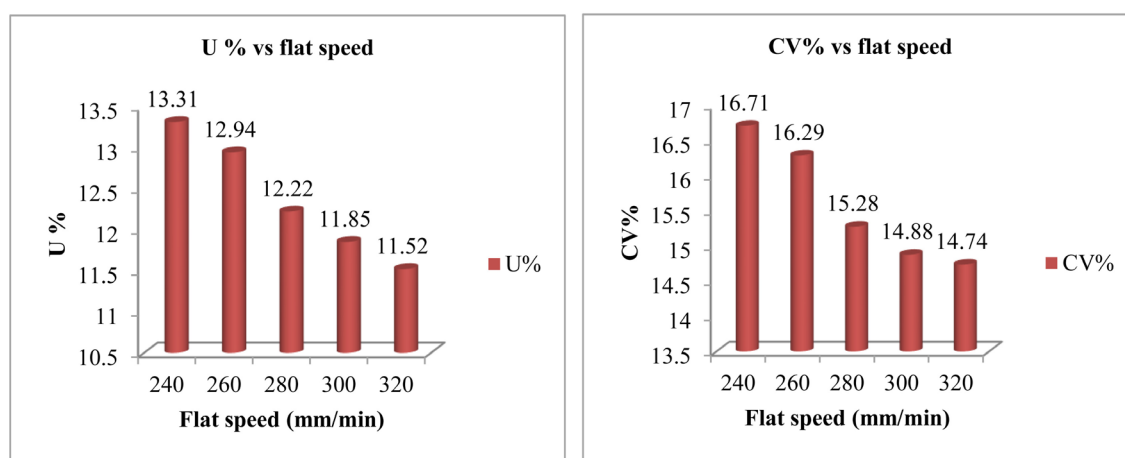 U % vs flat speed
13.5
13
12.5
12
11.5
11
10.5
U %
13.31
12.94
12.22
11.85
11.52
240 260 280 300 320
Flat speed (mm/min)
U%
CV% vs flat speed
17
16.5
16
15.5
15
14.5
14
13.5
CV%
16.71
16.29
15.28
14.88
14.74
240 260 280 300 320
Flat speed (mm/min)
CV%